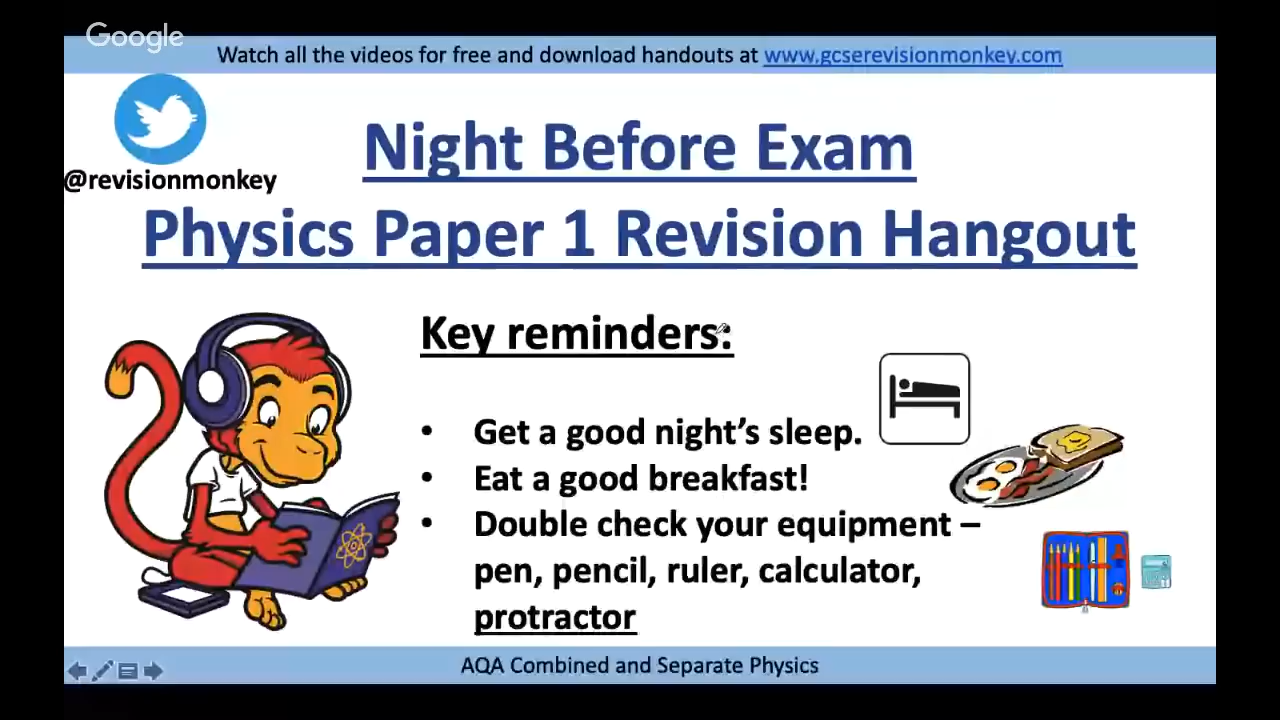 Google
Watch all the videos for free and download handouts at www.gcserevisionmonkey.com
@revisionmonkey
Night Before Exam
Physics Paper 1 Revision Hangout
Key reminders:
• Get a good night’s sleep.
• Eat a good breakfast!
• Double check your equipment –
pen, pencil, ruler, calculator,
protractor
AQA Combined and Separate Physics